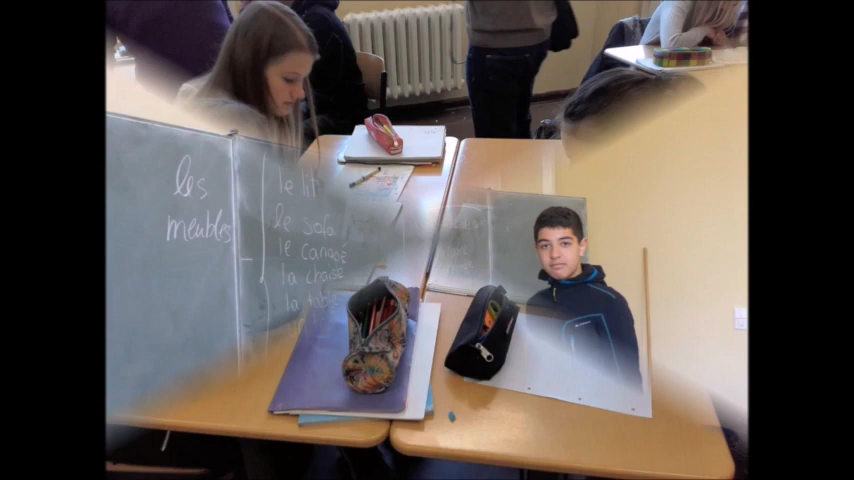 les
meubles
le lit
le sofa
le canapé
la chaise
la table